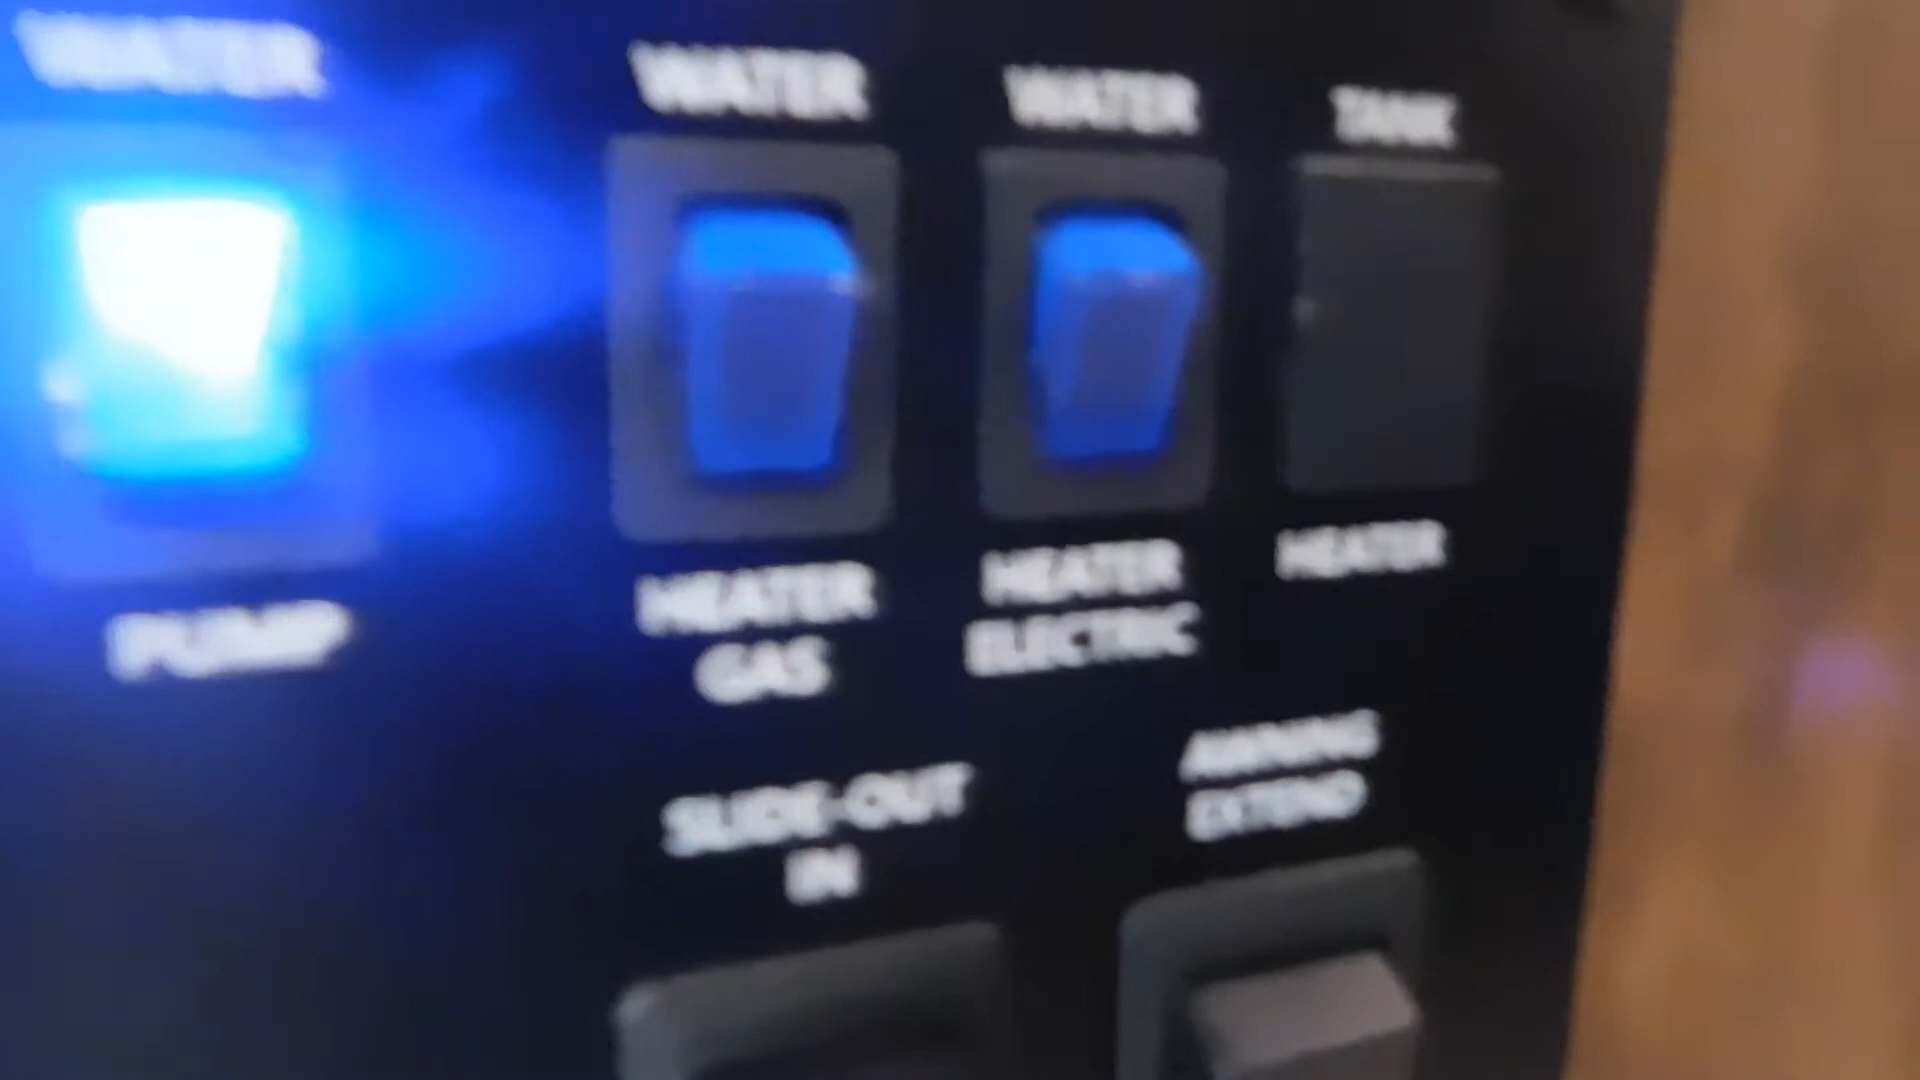 WATER
PUMP
WATER
HEATER
GAS
WATER
HEATER
ELECTRIC
TANK
HEATER
SLIDE-OUT
IN
AWNING
EXTEND